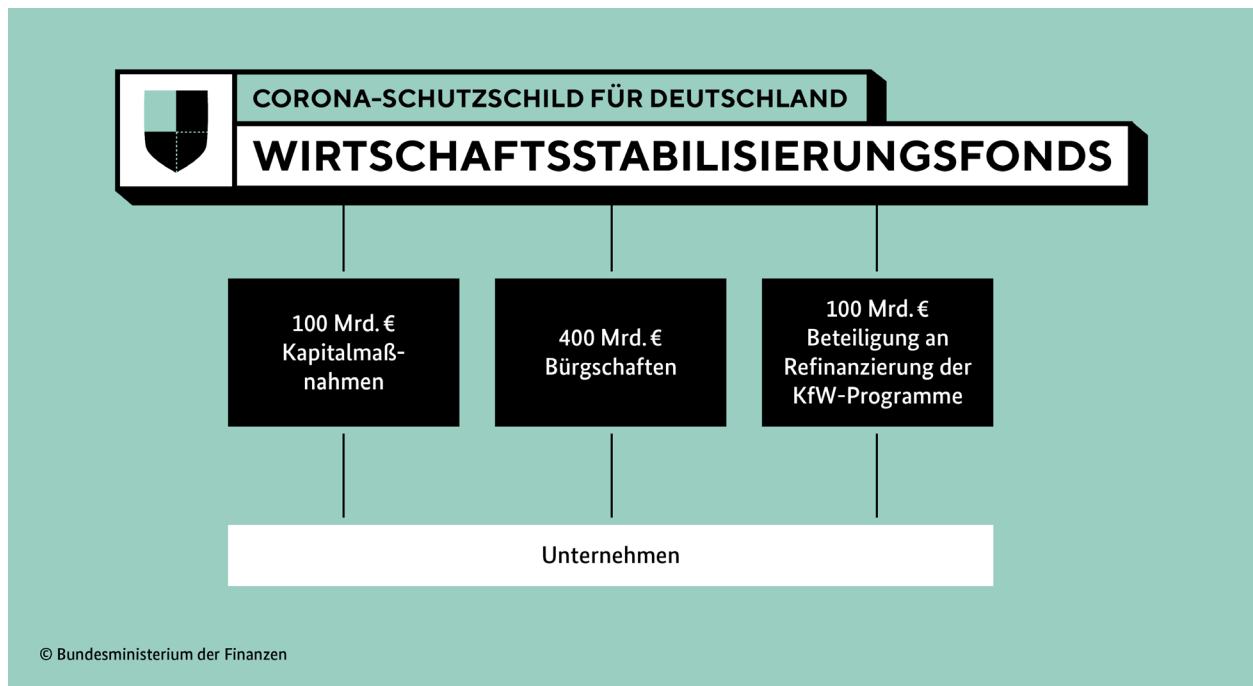 CORONA-SCHUTZSCHILD FÜR DEUTSCHLAND
WIRTSCHAFTSSTABILISIERUNGSFONDS
100 Mrd. €
Kapitalmaß-
nahmen
400 Mrd. €
Bürgschaften
100 Mrd. €
Beteiligung an
Refinanzierung der
KfW-Programme
Unternehmen
© Bundesministerium der Finanzen